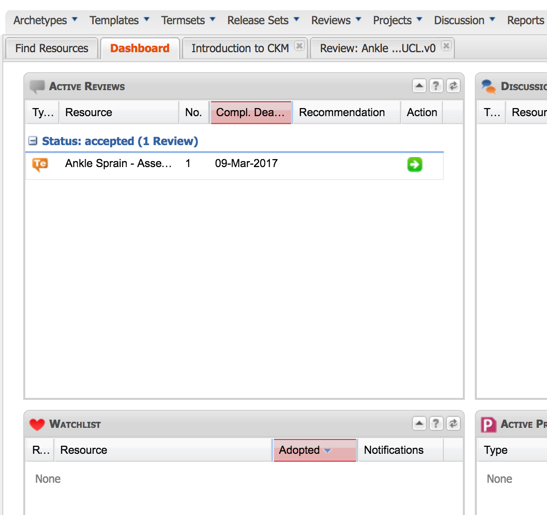 Archetypes Templates Termsets Release Sets Reviews Projects Discussion Reports
Find Resources Dashboard Introduction to CKM Review: Ankle ...UCL.v0
Active Reviews ?
Ty... Resource No. Compl. Dea... Recommendation Action
Status: accepted (1 Review)
Te Ankle Sprain - Asse... 1 09-Mar-2017
Discussio
T... Resour
Watchlist ?
R... Resource Adopted Notifications
None
P Active Pr
Type
None